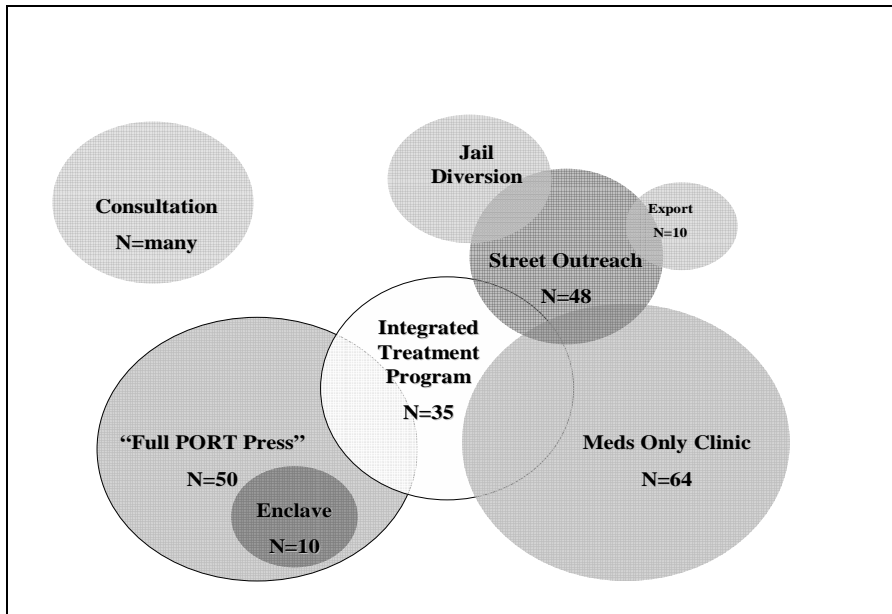 Jail
Diversion
Consultation
N=many
Export
N=10
Street Outreach
N=48
Integrated
Treatment
Program
N=35
“Full PORT Press”
N=50
Meds Only Clinic
N=64
Enclave
N=10